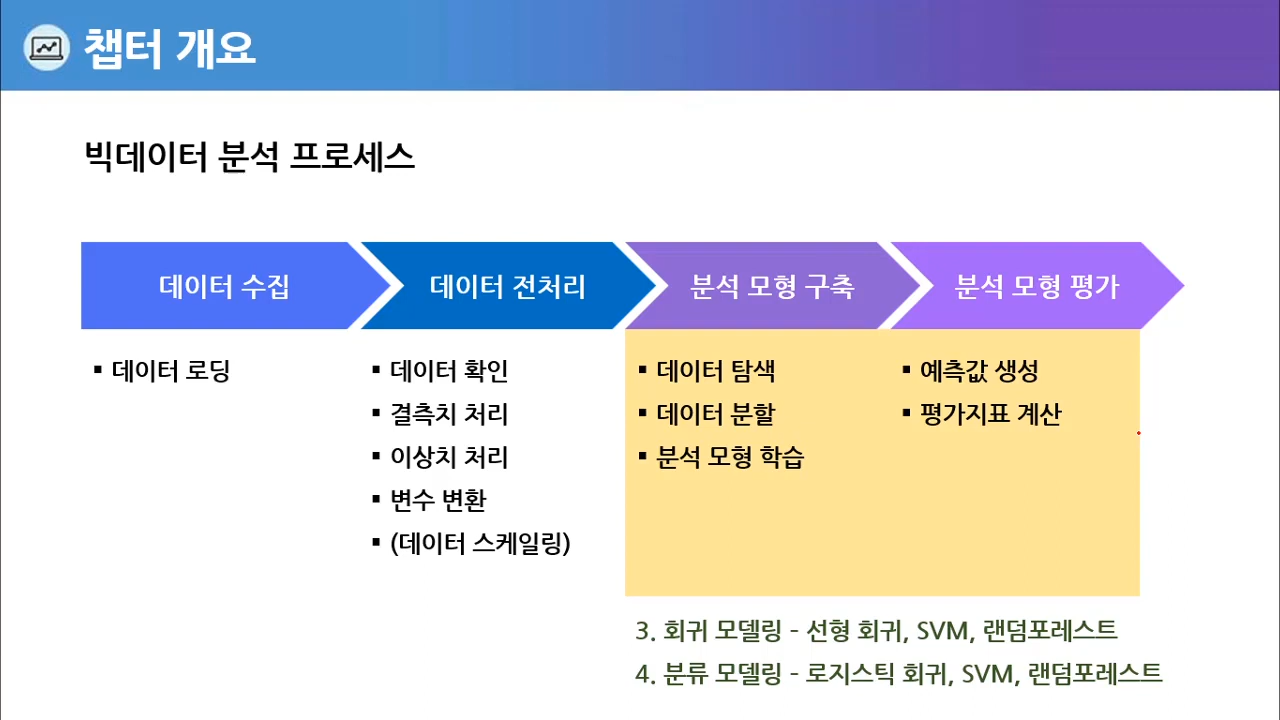 챕터 개요
빅데이터 분석 프로세스
데이터 수집
▪ 데이터 로딩
데이터 전처리
▪ 데이터 확인
▪ 결측치 처리
▪ 이상치 처리
▪ 변수 변환
▪ (데이터 스케일링)
분석 모형 구축
▪ 데이터 탐색
▪ 데이터 분할
▪ 분석 모형 학습
분석 모형 평가
▪ 예측값 생성
▪ 평가지표 계산
3. 회귀 모델링 - 선형 회귀, SVM, 랜덤포레스트
4. 분류 모델링 - 로지스틱 회귀, SVM, 랜덤포레스트